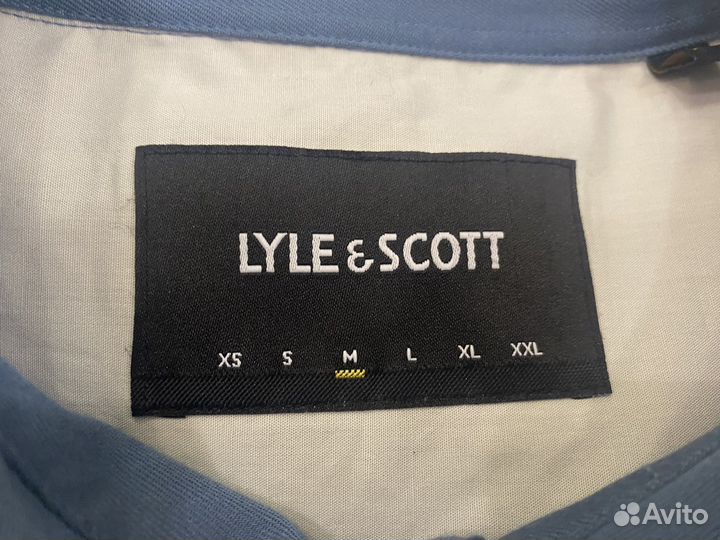 LYLE & SCOTT
XS S M L XL XXL
Avito